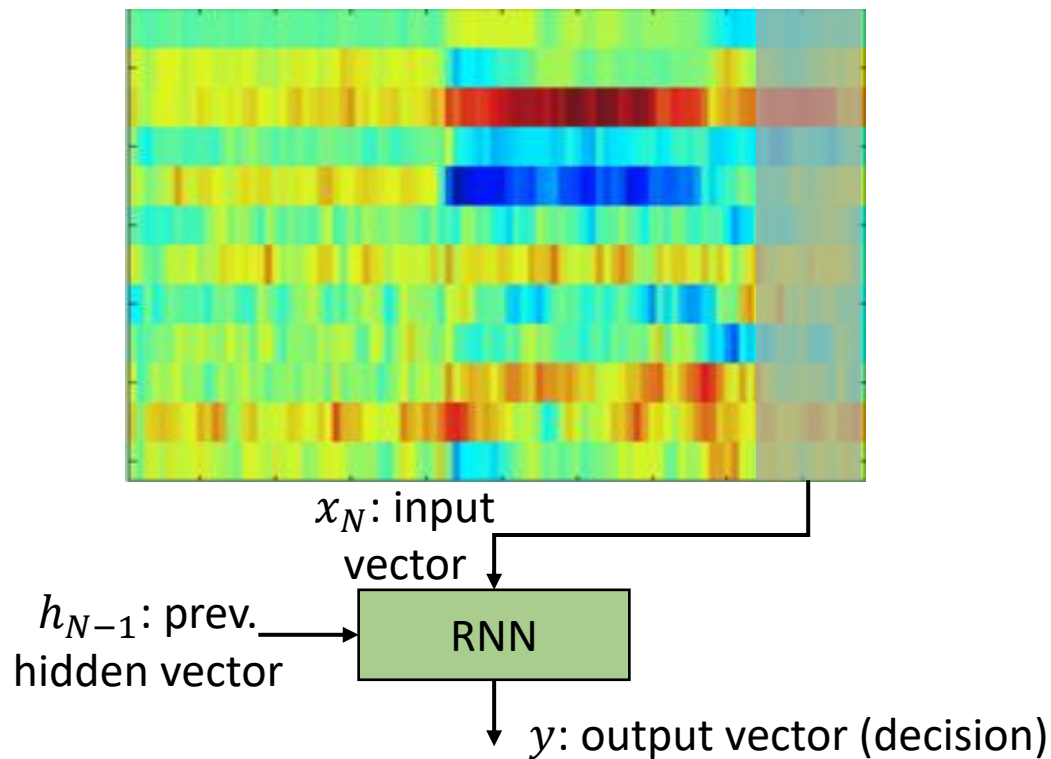 x_N: input
vector
h_{N−1}: prev.
hidden vector
RNN
y: output vector (decision)